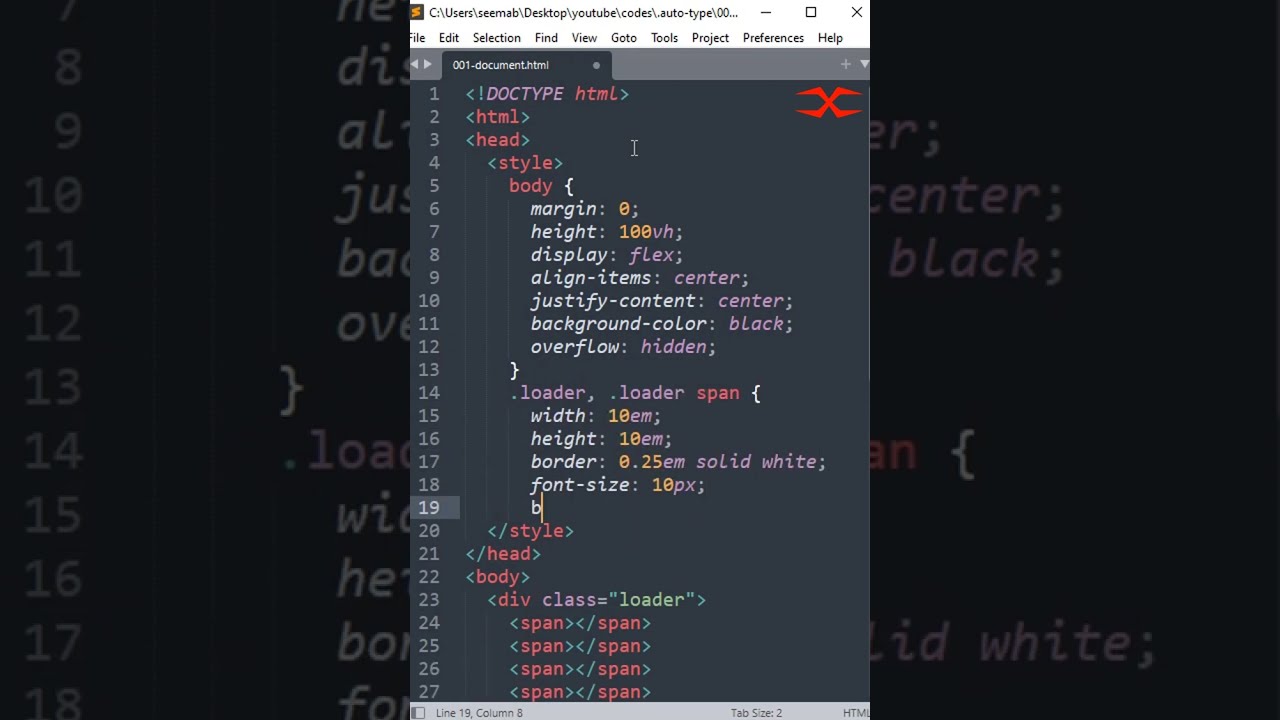 C:\Users\seemab\Desktop\youtube\codes\.auto-type\00...
File Edit Selection Find View Goto Tools Project Preferences Help
001-document.html
1 <!DOCTYPE html>
2 <html>
3 <head>
4 <style>
5 body {
6 margin: 0;
7 height: 100vh;
8 display: flex;
9 align-items: center;
10 justify-content: center;
11 background-color: black;
12 overflow: hidden;
13 }
14 .loader, .loader span {
15 width: 10em;
16 height: 10em;
17 border: 0.25em solid white;
18 font-size: 10px;
19 b
20 </style>
21 </head>
22 <body>
23 <div class="loader">
24 <span></span>
25 <span></span>
26 <span></span>
27 <span></span>
Line 19, Column 8 Tab Size: 2 HTML